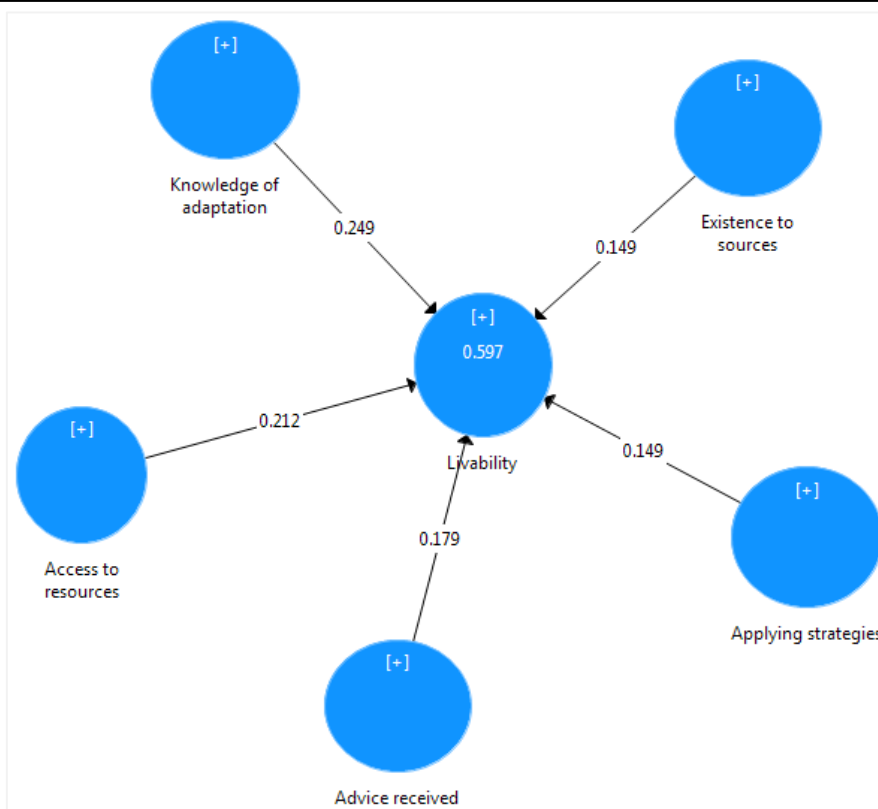 [+]
Knowledge of
adaptation
[+]
Existence to
sources
0.249
0.149
[+]
0.597
Livability
[+]
Access to
resources
0.212
[+]
Applying strategies
0.149
0.179
[+]
Advice received